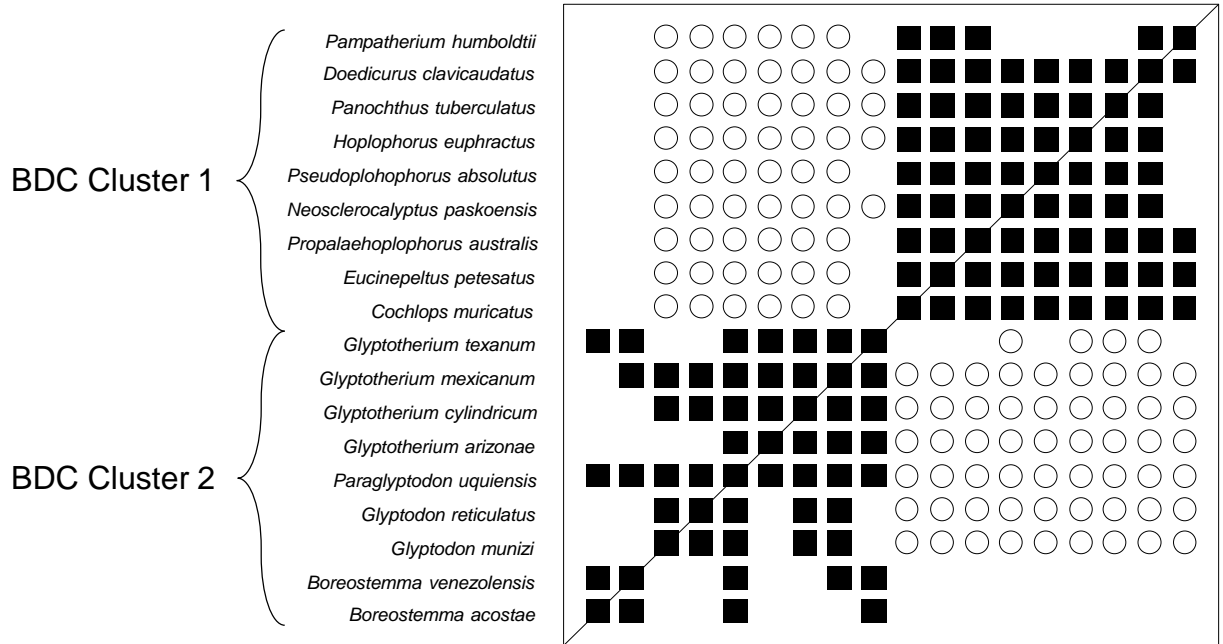 Pampatherium humboldtii
Doedicurus clavicaudatus
Panochthus tuberculatus
Hoplophorus euphractus
BDC Cluster 1
Pseudoplohophorus absolutus
Neosclerocalyptus paskoensis
Propalaehoplophorus australis
Eucinepeltus petesatus
Cochlops muricatus
Glyptotherium texanum
Glyptotherium mexicanum
Glyptotherium cylindricum
Glyptotherium arizonae
BDC Cluster 2
Paraglyptodon uquiensis
Glyptodon reticulatus
Glyptodon munizi
Boreostemma venezolensis
Boreostemma acostae